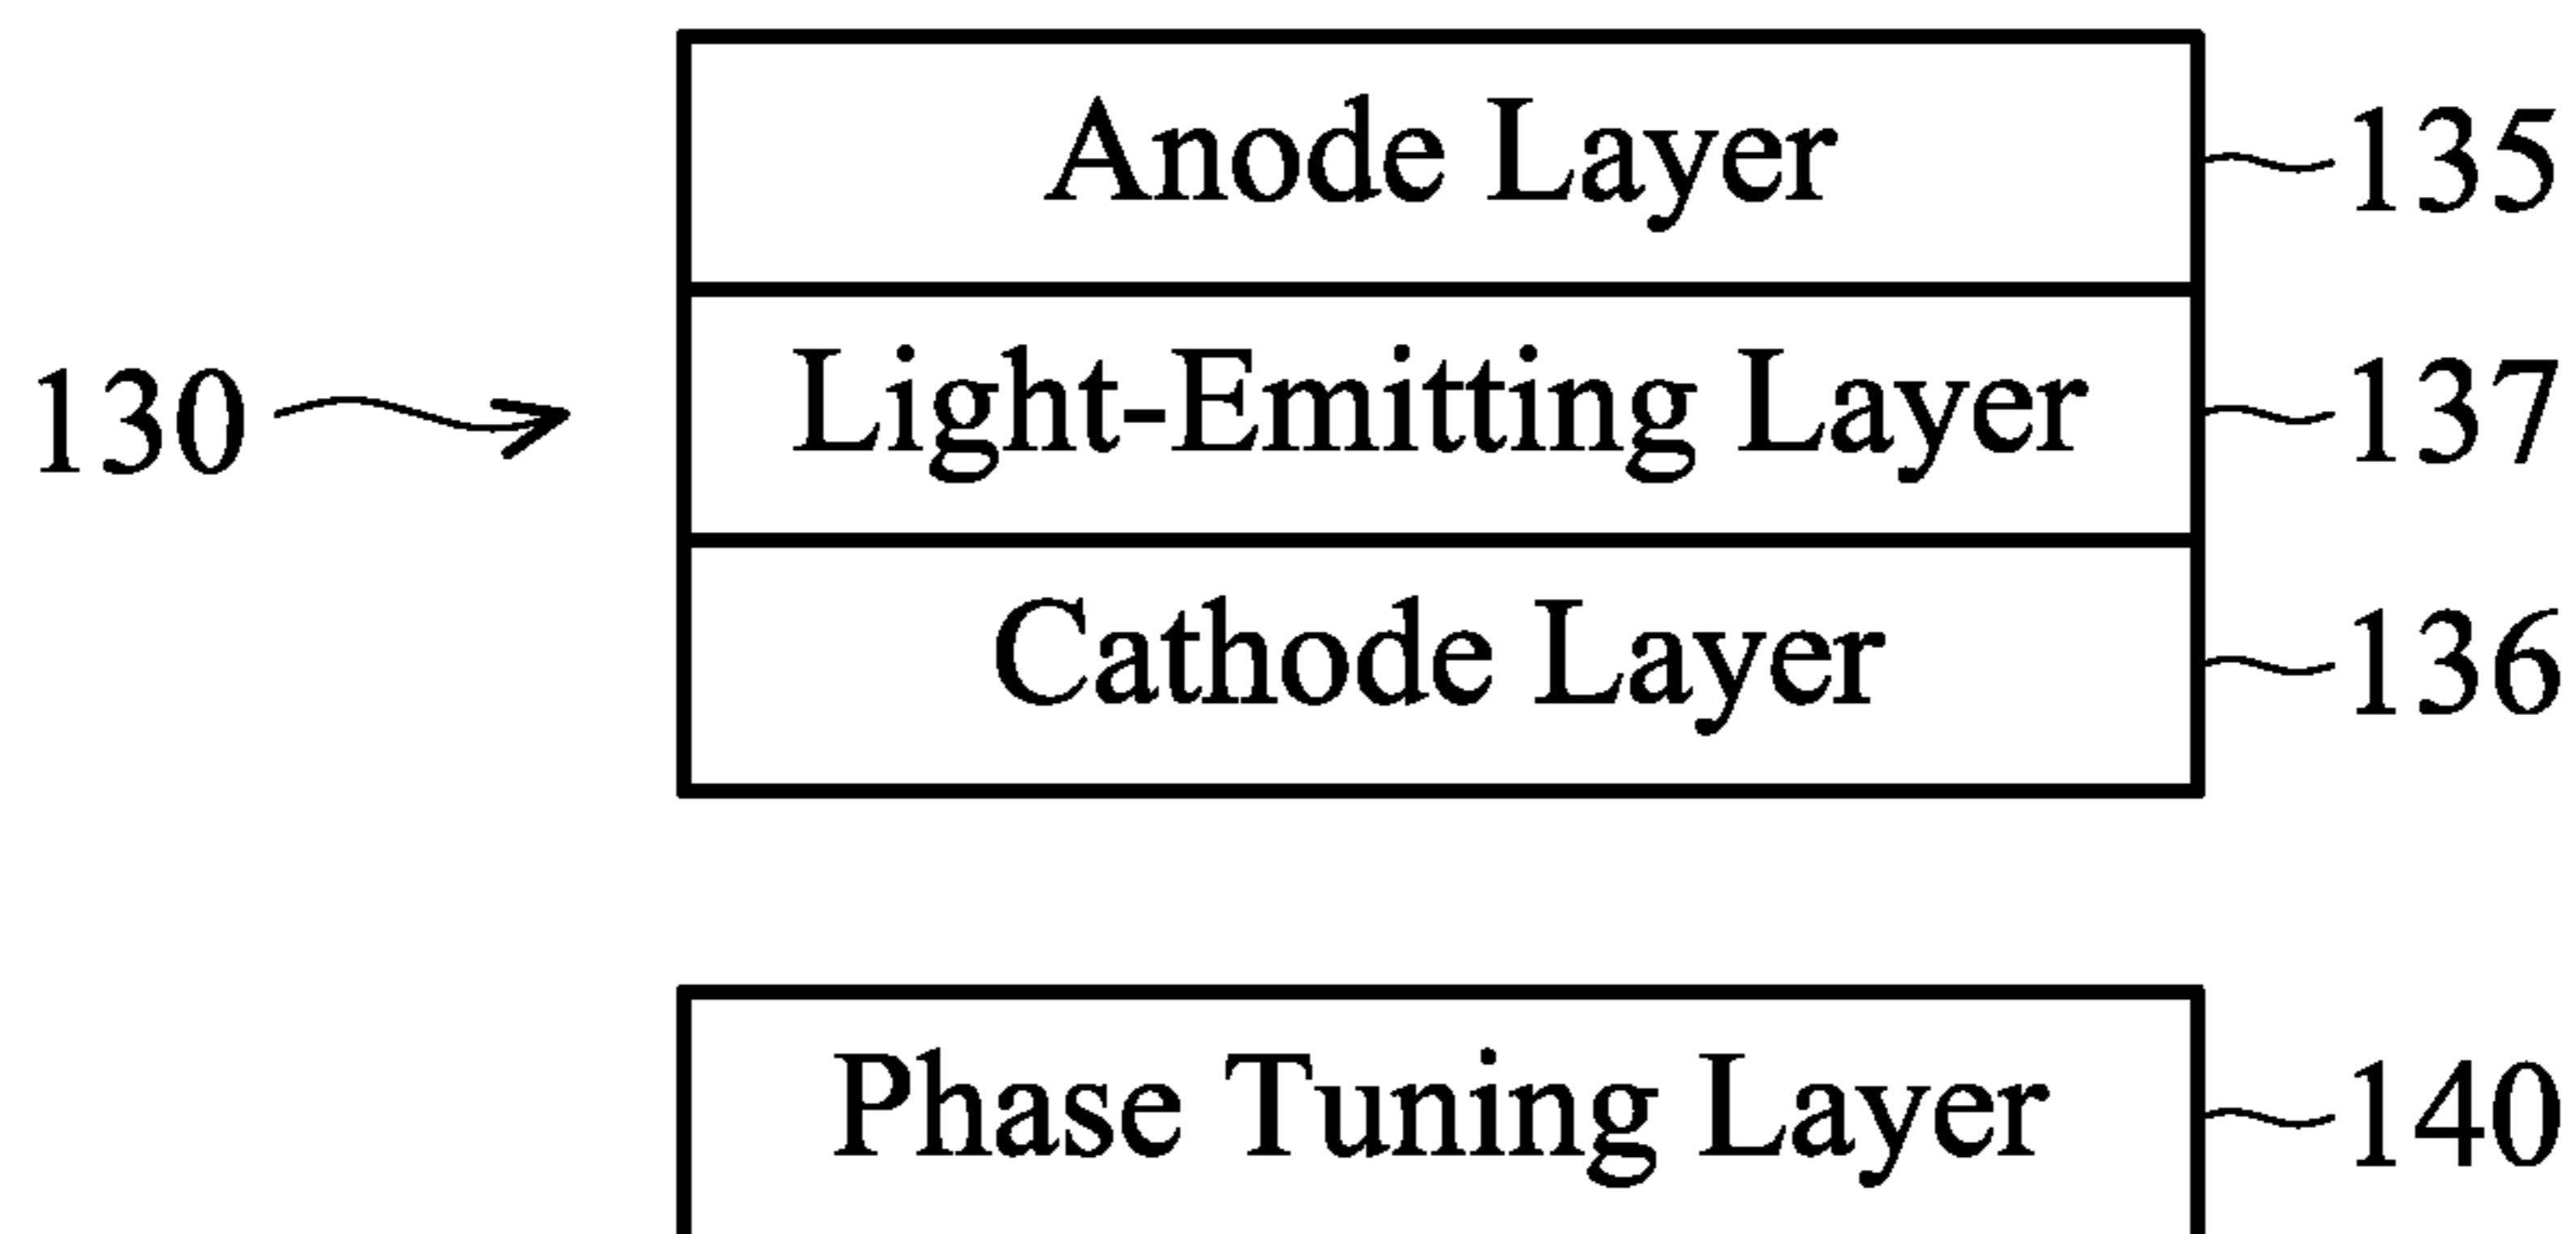 Anode Layer 135
130 Light-Emitting Layer 137
Cathode Layer 136
Phase Tuning Layer 140